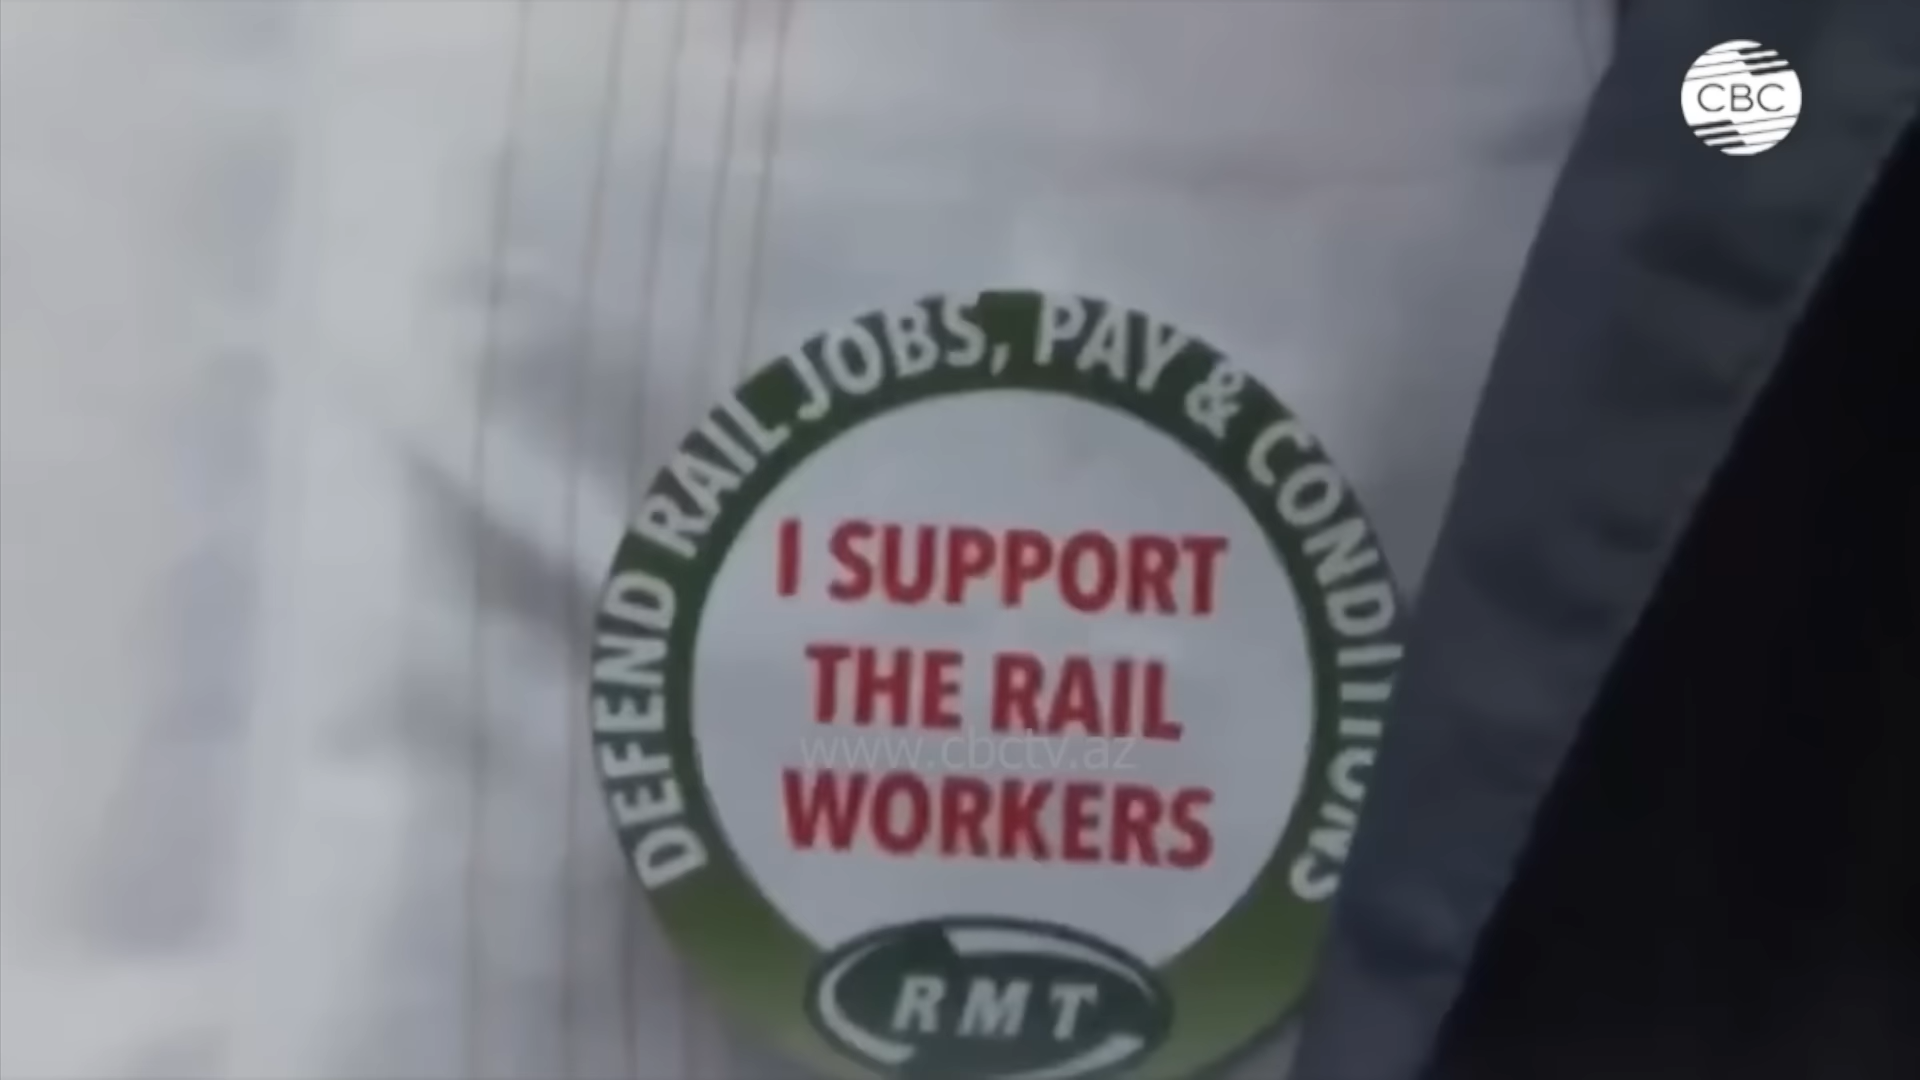 CBC
DEFEND RAIL JOBS, PAY & CONDITIONS
I SUPPORT
THE RAIL
www.cbctv.az
WORKERS
RMT